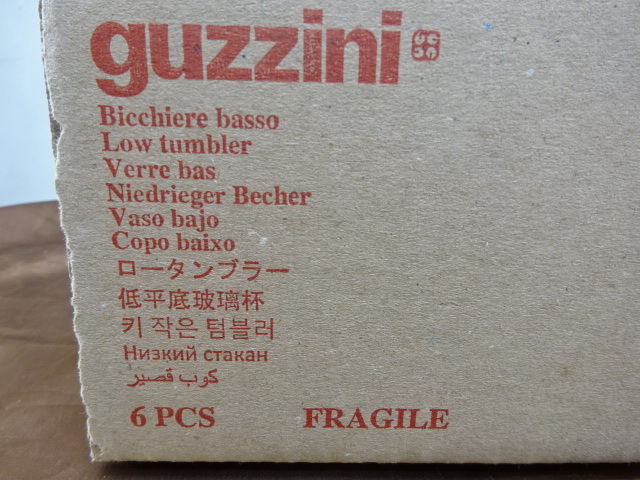 guzzini
Bicchiere basso
Low tumbler
Verre bas
Niedrieger Becher
Vaso bajo
Copo baixo
ロータンブラー
低平底玻璃杯
키 작은 텀블러
Низкий стакан
كوب قصير
6 PCS FRAGILE